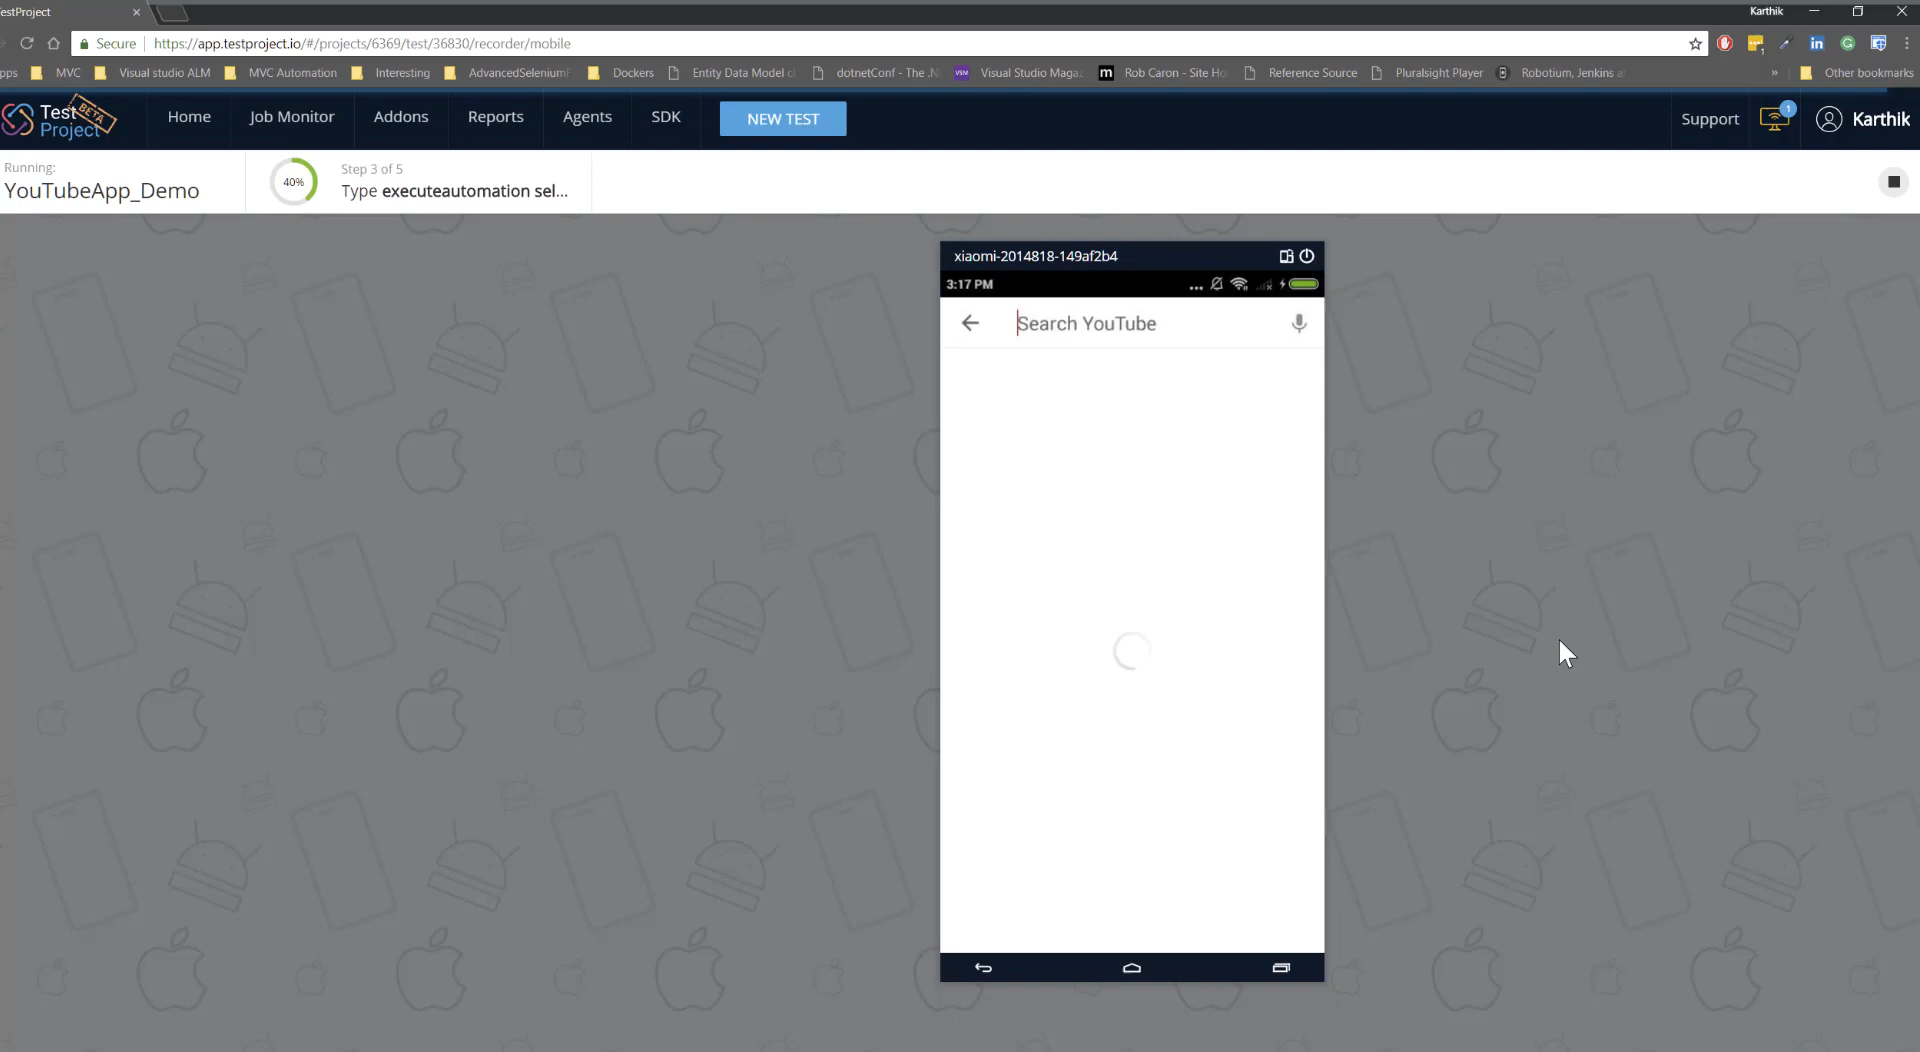 estProject
Karthik
Secure
https://app.testproject.io/#/projects/6369/test/36830/recorder/mobile
pps
MVC
Visual studio ALM
MVC Automation
Interesting
AdvancedSeleniumF
Dockers
Entity Data Model c
dotnetConf - The .N
Visual Studio Magaz
Rob Caron - Site Ho
Reference Source
Pluralsight Player
Robotium, Jenkins a
»
Other bookmarks
Test
Project
BETA
Home
Job Monitor
Addons
Reports
Agents
SDK
NEW TEST
Support
1
Karthik
Running:
YouTubeApp_Demo
40%
Step 3 of 5
Type executeautomation sel...
xiaomi-2014818-149af2b4
3:17 PM
Search YouTube